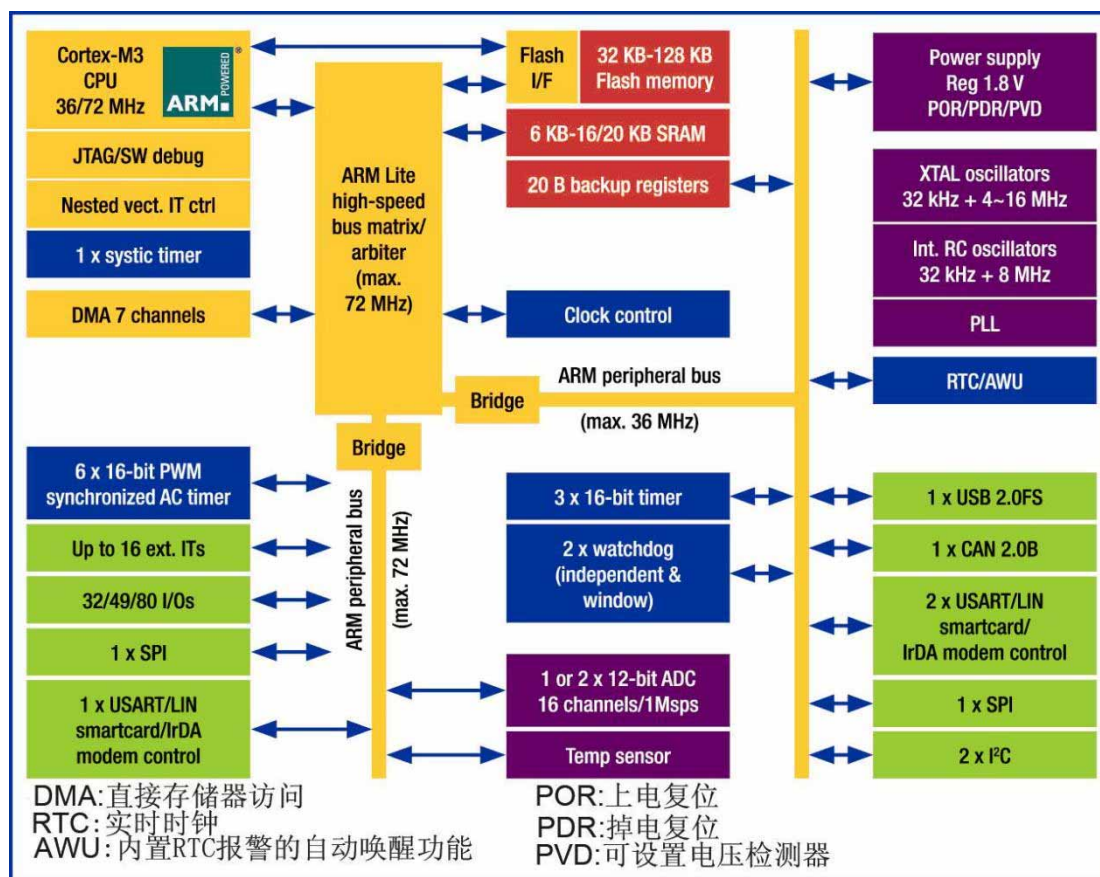 Cortex-M3
CPU
36/72 MHz
ARM
POWERED
®
JTAG/SW debug
Nested vect. IT ctrl
1 x systic timer
DMA 7 channels
ARM Lite
high-speed
bus matrix/
arbiter
(max.
72 MHz)
Flash
I/F
32 KB-128 KB
Flash memory
6 KB-16/20 KB SRAM
20 B backup registers
Clock control
Power supply
Reg 1.8 V
POR/PDR/PVD
XTAL oscillators
32 kHz + 4~16 MHz
Int. RC oscillators
32 kHz + 8 MHz
PLL
RTC/AWU
Bridge
ARM peripheral bus
(max. 36 MHz)
Bridge
ARM peripheral bus
(max. 72 MHz)
6 x 16-bit PWM
synchronized AC timer
Up to 16 ext. ITs
32/49/80 I/Os
1 x SPI
1 x USART/LIN
smartcard/IrDA
modem control
3 x 16-bit timer
2 x watchdog
(independent &
window)
1 or 2 x 12-bit ADC
16 channels/1Msps
Temp sensor
1 x USB 2.0FS
1 x CAN 2.0B
2 x USART/LIN
smartcard/
IrDA modem control
1 x SPI
2 x I²C
DMA:直接存储器访问
RTC:实时时钟
AWU:内置RTC报警的自动唤醒功能
POR:上电复位
PDR:掉电复位
PVD:可设置电压检测器